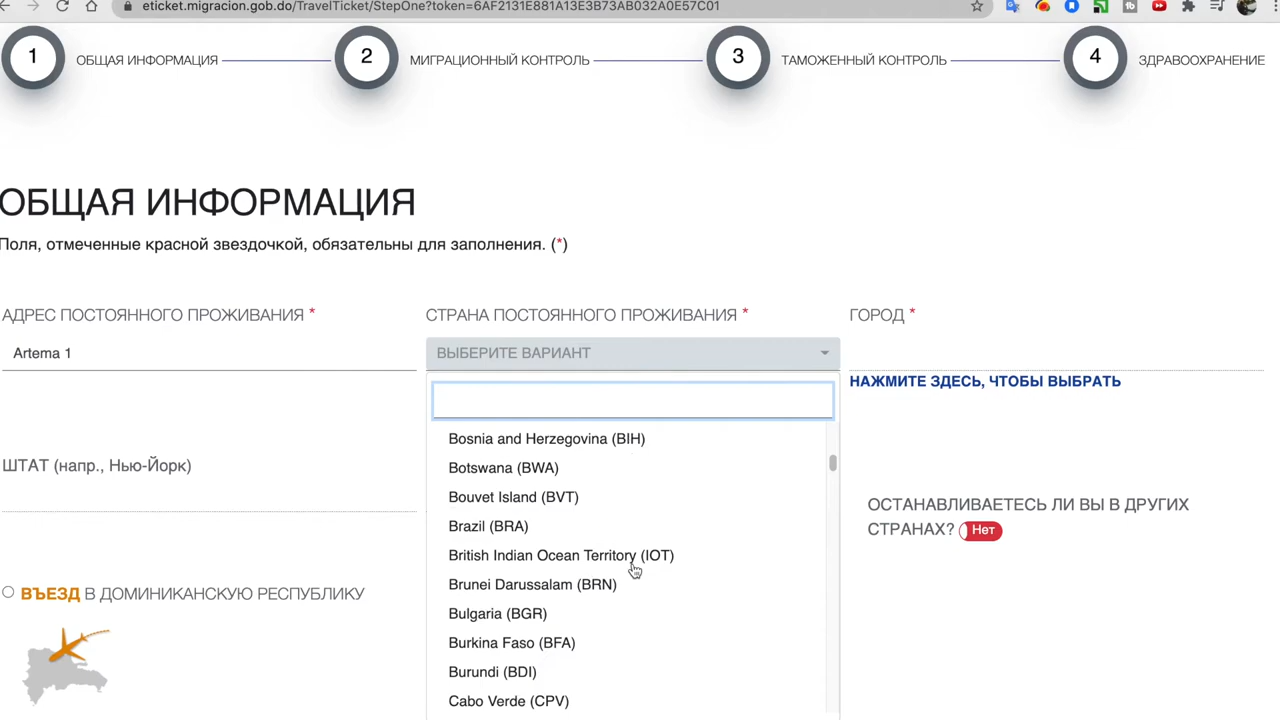 eticket.migracion.gob.do/TravelTicket/StepOne?token=6AF2131E881A13E3B73AB032A0E57C01
1 ОБЩАЯ ИНФОРМАЦИЯ 2 МИГРАЦИОННЫЙ КОНТРОЛЬ 3 ТАМОЖЕННЫЙ КОНТРОЛЬ 4 ЗДРАВООХРАНЕНИЕ
ОБЩАЯ ИНФОРМАЦИЯ
Поля, отмеченные красной звездочкой, обязательны для заполнения. (*)
АДРЕС ПОСТОЯННОГО ПРОЖИВАНИЯ * СТРАНА ПОСТОЯННОГО ПРОЖИВАНИЯ * ГОРОД *
Artema 1 ВЫБЕРИТЕ ВАРИАНТ
НАЖМИТЕ ЗДЕСЬ, ЧТОБЫ ВЫБРАТЬ
Bosnia and Herzegovina (BIH)
ШТАТ (напр., Нью-Йорк)
Botswana (BWA)
Bouvet Island (BVT)
Brazil (BRA)
British Indian Ocean Territory (IOT)
Brunei Darussalam (BRN)
Bulgaria (BGR)
Burkina Faso (BFA)
Burundi (BDI)
Cabo Verde (CPV)
ОСТАНАВЛИВАЕТЕСЬ ЛИ ВЫ В ДРУГИХ
СТРАНАХ? Нет
ВЪЕЗД В ДОМИНИКАНСКУЮ РЕСПУБЛИКУ